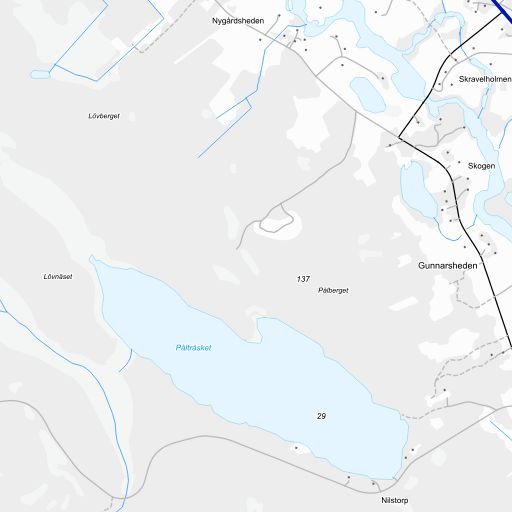 Nygårdsheden
Skravelholmen
Lövberget
Skogen
Gunnarsheden
Lövnäset
137
Pålberget
Pålträsket
29
Nilstorp